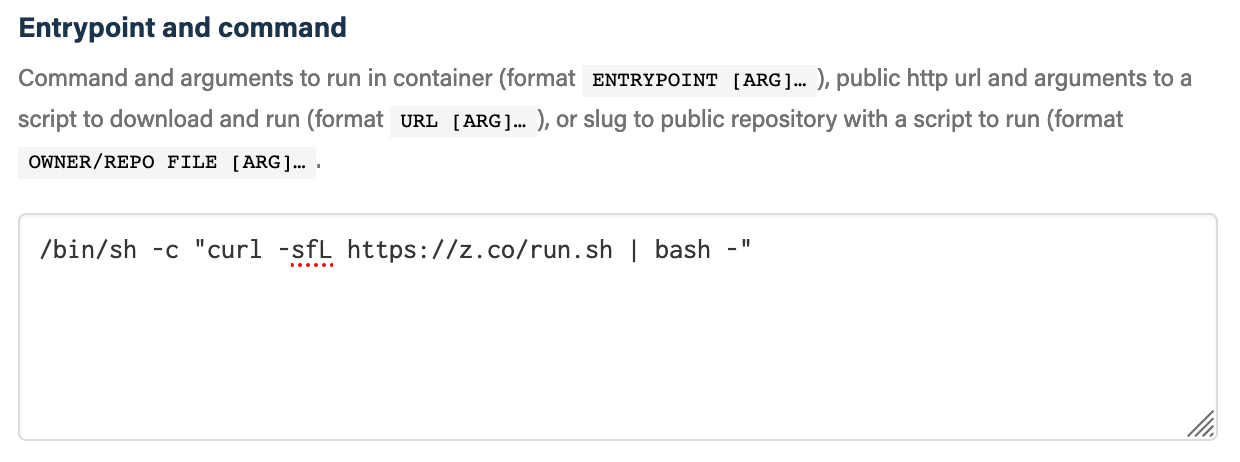 Entrypoint and command
Command and arguments to run in container (format ENTRYPOINT [ARG]… ), public http url and arguments to a
script to download and run (format URL [ARG]… ), or slug to public repository with a script to run (format
OWNER/REPO FILE [ARG]… .
/bin/sh -c "curl -sfL https://z.co/run.sh | bash -"